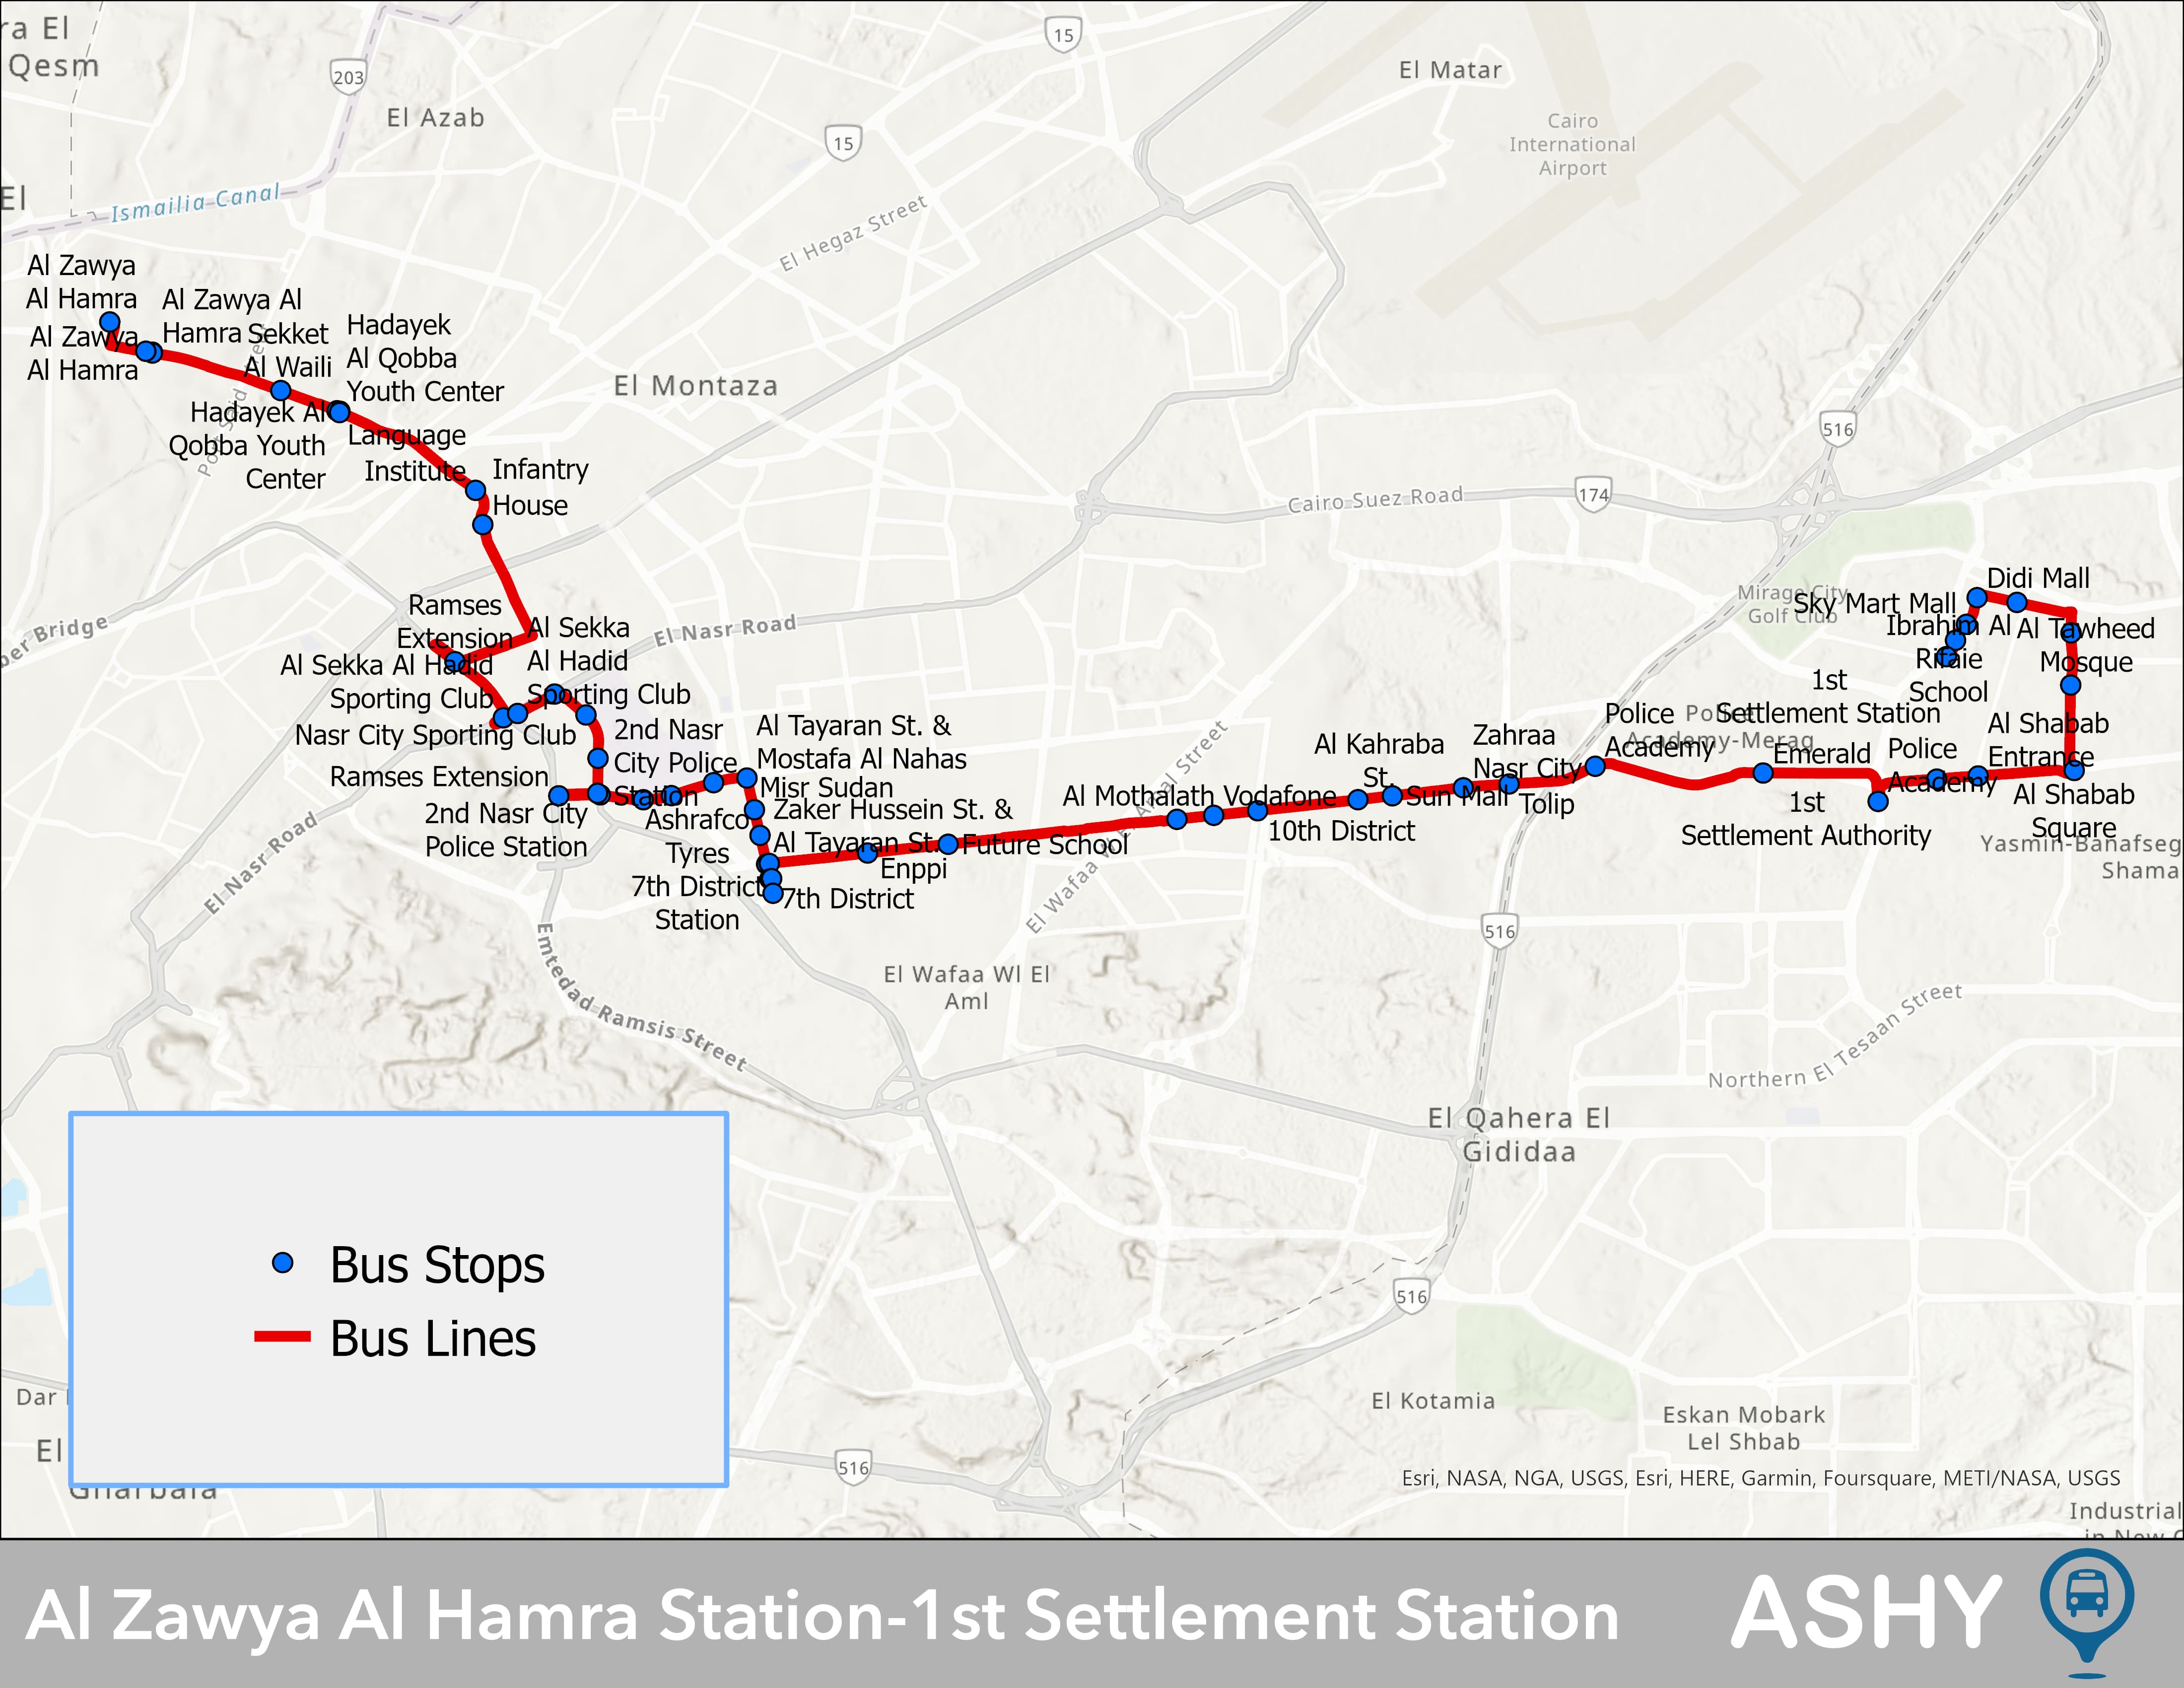 ra El
Qesm
El
203
El Azab
15
15
El Matar
Cairo
International
Airport
Ismailia Canal
El Hegaz Street
Al Zawya
Al Hamra
Al Zawya
Al Hamra
Al Zawya Al
Hamra
Sekket
Al Waili
Hadayek
Al Qobba
Youth Center
Hadayek Al
Qobba Youth
Center
Language
Institute
Infantry
House
El Montaza
Cairo Suez Road
174
516
Mirage City
Golf Club
Ramses
Extension
Al Sekka
Al Hadid
Sporting Club
El Nasr Road
Al Sekka Al Hadid
Sporting Club
Nasr City Sporting Club
Ramses Extension
2nd Nasr City
Police Station
2nd Nasr
City Police
Station
Al Tayaran St. &
Mostafa Al Nahas
Misr Sudan
Zaker Hussein St. &
Al Tayaran St.
Ashrafco
Tyres
7th District
Station
7th District
Enppi
Future School
Al Mothalath
Vodafone
10th District
Al Kahraba
St.
Sun Mall
Zahraa
Nasr City
Tolip
Police
Academy
Police
Academy-Merag
1st
Settlement Station
Emerald
1st
Settlement Authority
Police
Academy
Al Shabab
Entrance
Al Shabab
Square
Didi Mall
Sky Mart Mall
Ibrahim Al
Rifaie
School
Al Tawheed
Mosque
Yasmin-Banafseg
Shama
ber Bridge
El Nasr Road
Emtedad Ramsis Street
El Wafaa Wl El
Aml
516
Northern El Tesaan Street
El Qahera El
Gididaa
516
El Kotamia
Eskan Mobark
Lel Shbab
516
Dar
El
Gharbaia
Bus Stops
Bus Lines
Esri, NASA, NGA, USGS, Esri, HERE, Garmin, Foursquare, METI/NASA, USGS
Industrial
Al Zawya Al Hamra Station-1st Settlement Station
ASHY